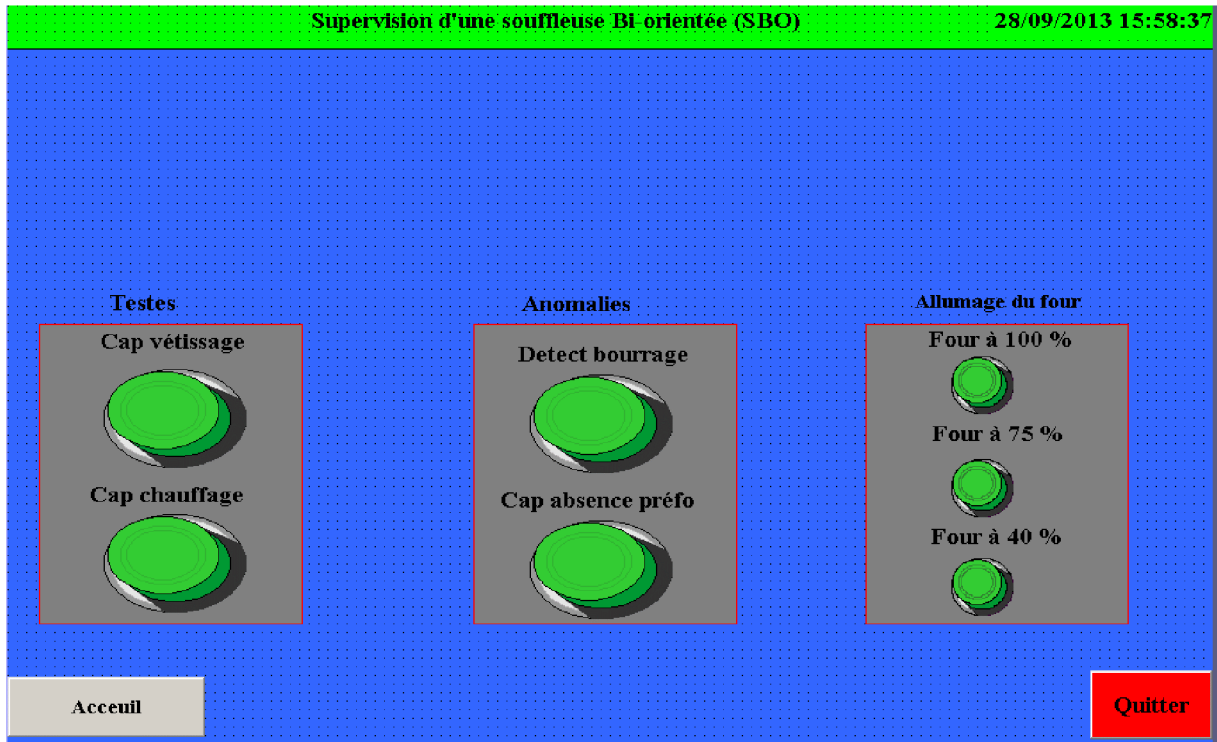 Supervision d'une souffleuse Bi-orientée (SBO) 28/09/2013 15:58:37
Testes
Cap vétissage
Cap chauffage
Anomalies
Detect bourrage
Cap absence préfo
Allumage du four
Four à 100 %
Four à 75 %
Four à 40 %
Acceuil
Quitter